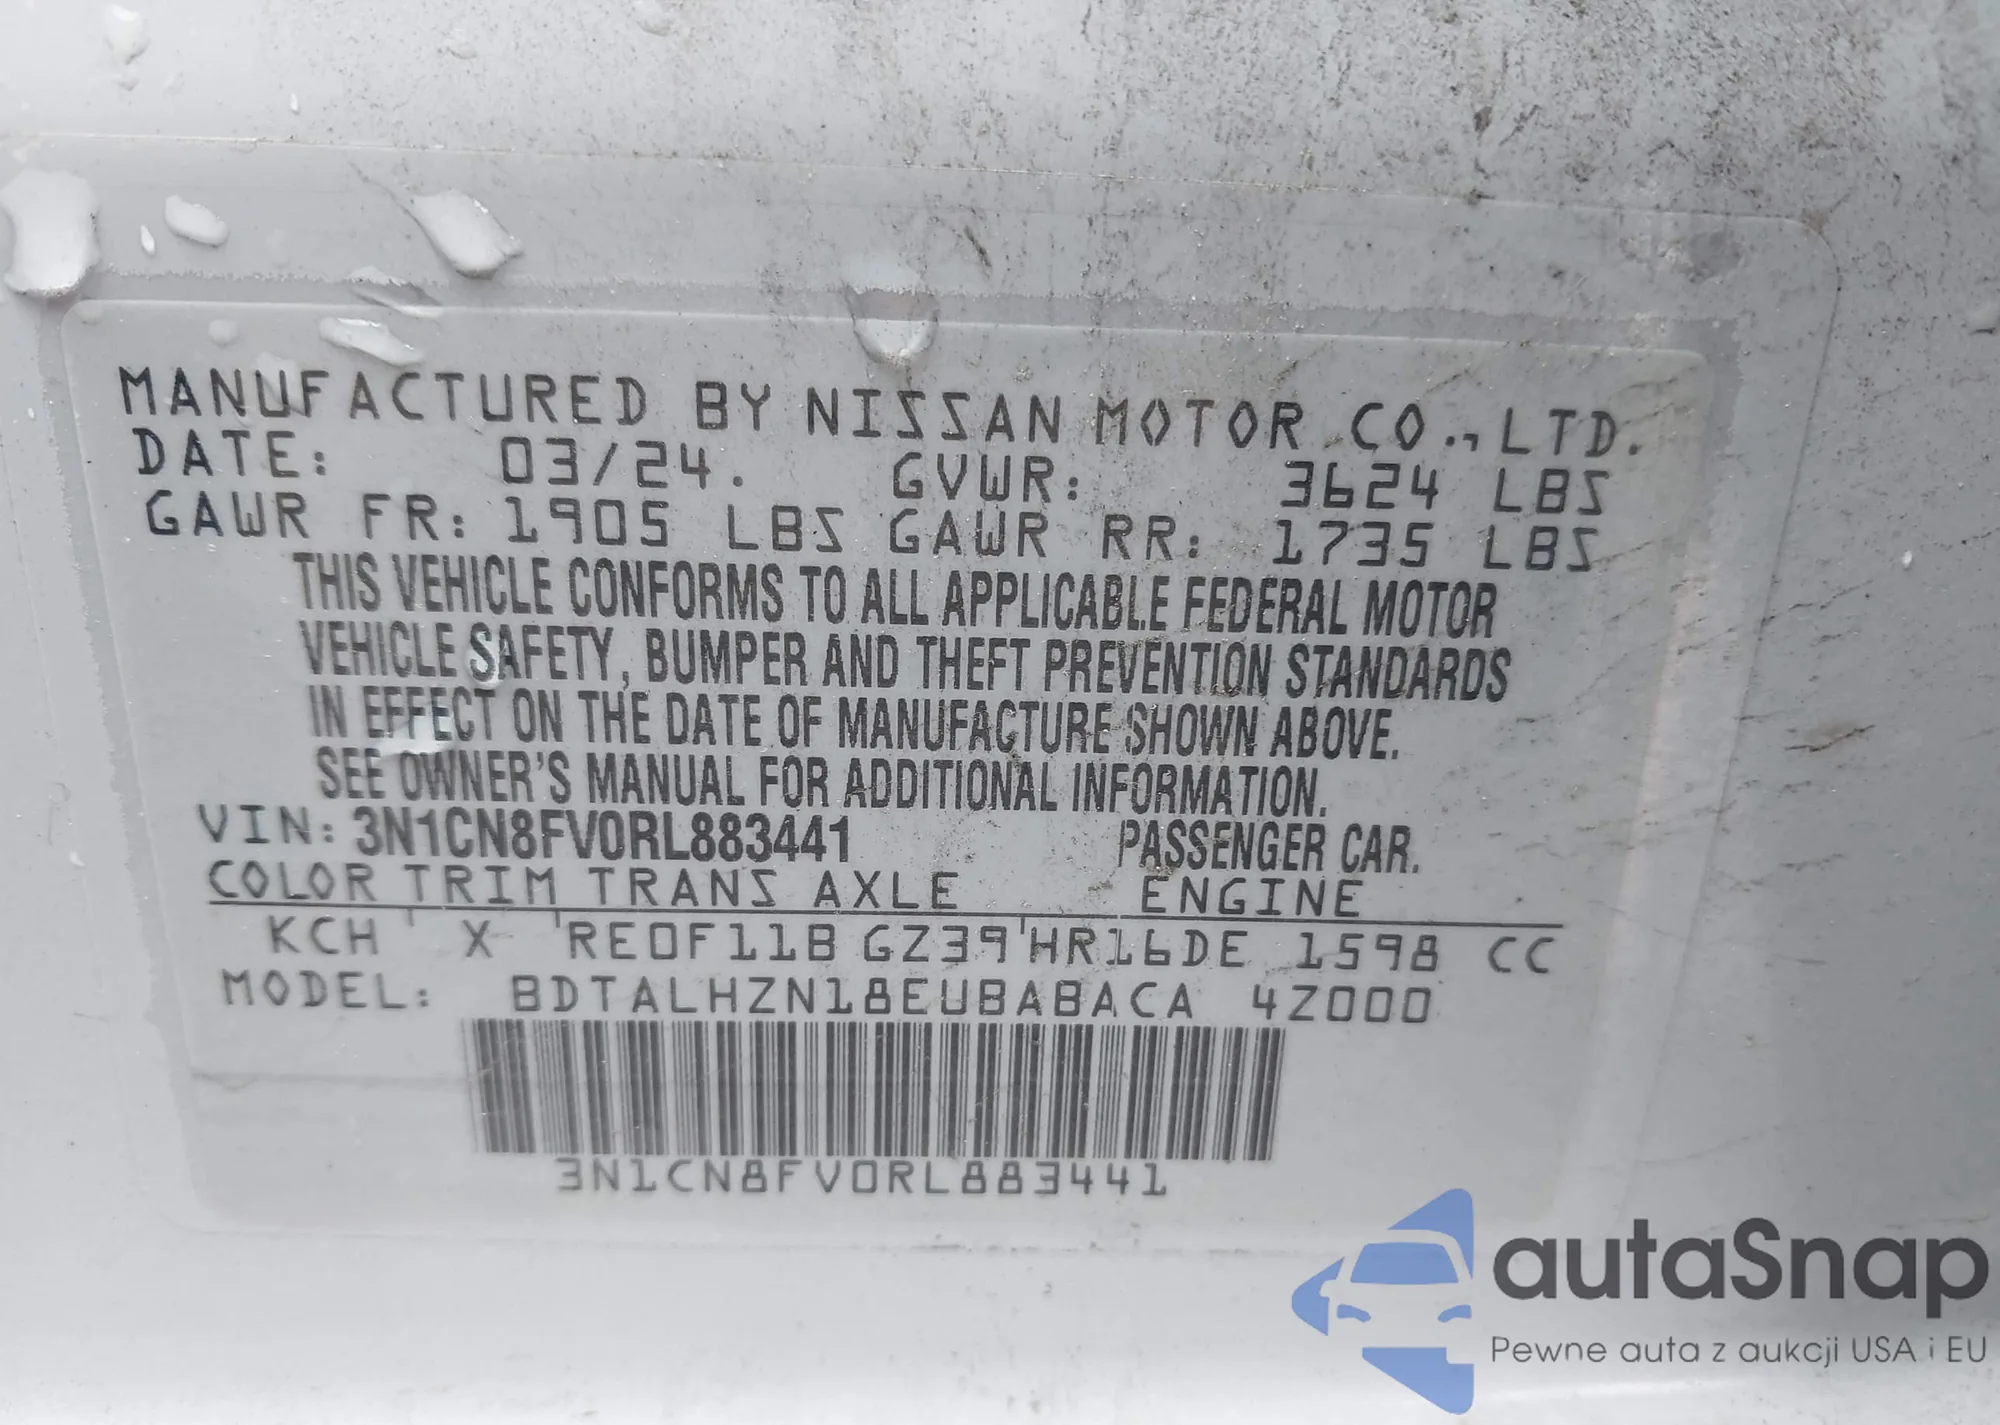 MANUFACTURED BY NISSAN MOTOR CO., LTD.
DATE: 03/24. GVWR: 3624 LBS
GAWR FR: 1905 LBS GAWR RR: 1735 LBS
THIS VEHICLE CONFORMS TO ALL APPLICABLE FEDERAL MOTOR
VEHICLE SAFETY, BUMPER AND THEFT PREVENTION STANDARDS
IN EFFECT ON THE DATE OF MANUFACTURE SHOWN ABOVE.
SEE OWNER'S MANUAL FOR ADDITIONAL INFORMATION.
VIN: 3N1CN8FV0RL883441 PASSENGER CAR.
COLOR TRIM TRANS AXLE ENGINE
KCH X RE0F11B GZ39 HR16DE 1598 CC
MODEL: BDTALHZN18EUBABACA 4Z000
3N1CN8FV0RL883441
autaSnap
Pewne auta z aukcji USA i EU